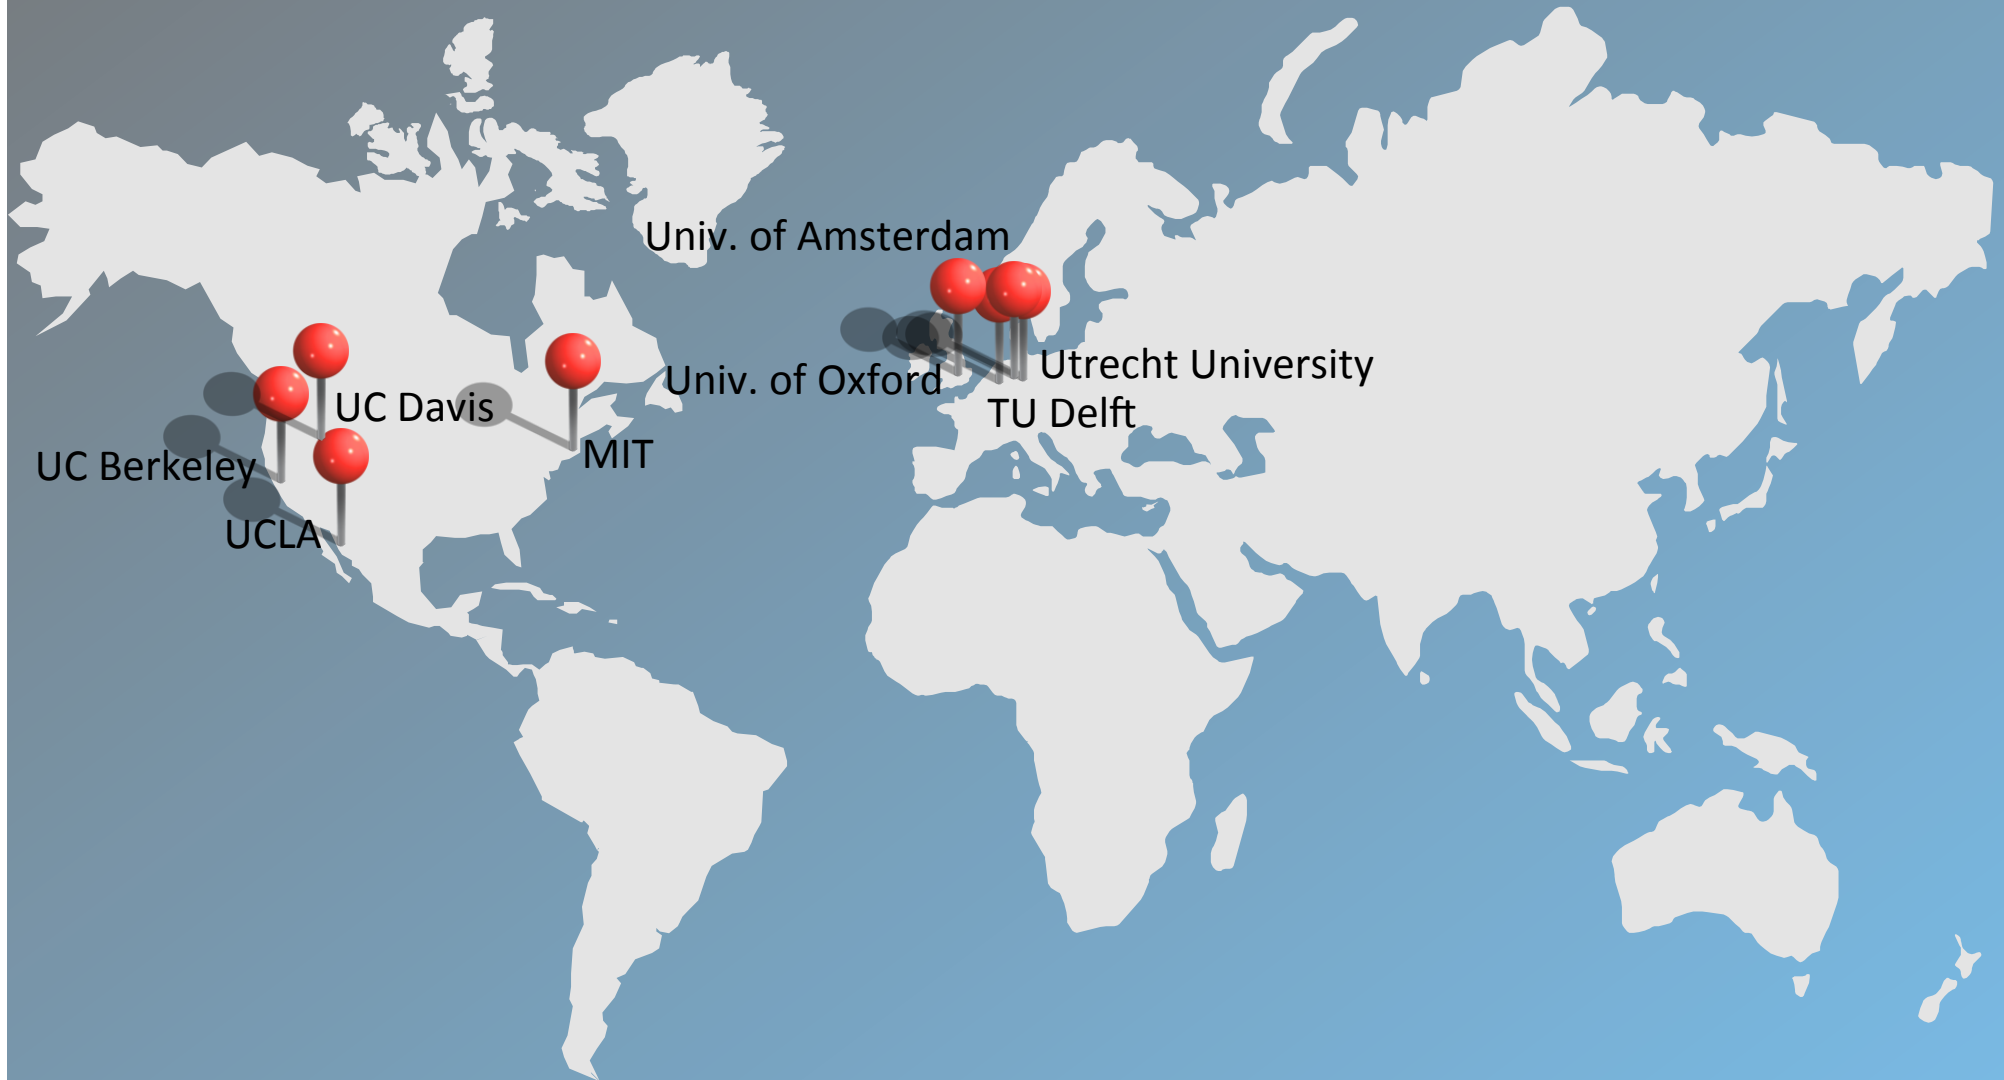 Univ. of Amsterdam
Utrecht University
Univ. of Oxford
UC Davis
TU Delft
MIT
UC Berkeley
UCLA